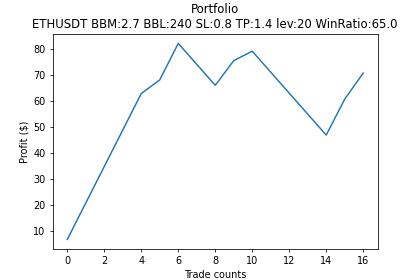 Portfolio
ETHUSDT BBM:2.7 BBL:240 SL:0.8 TP:1.4 lev:20 WinRatio:65.0
80
70
60
50
40
30
20
10
Profit ($)
0 2 4 6 8 10 12 14 16
Trade counts